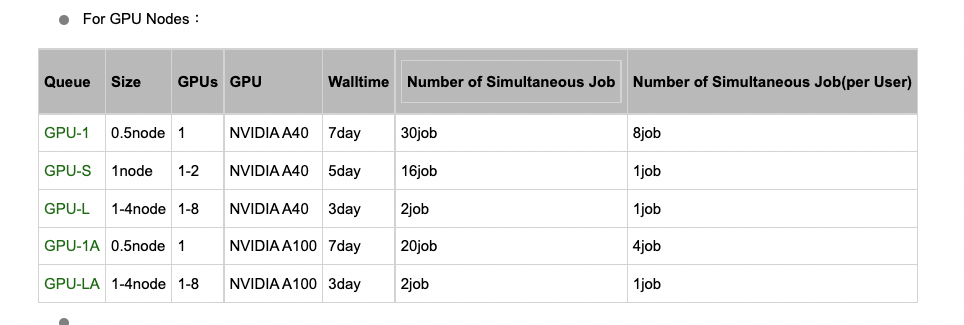 For GPU Nodes：
Queue Size GPUs GPU Walltime Number of Simultaneous Job Number of Simultaneous Job(per User)
GPU-1 0.5node 1 NVIDIA A40 7day 30job 8job
GPU-S 1node 1-2 NVIDIA A40 5day 16job 1job
GPU-L 1-4node 1-8 NVIDIA A40 3day 2job 1job
GPU-1A 0.5node 1 NVIDIA A100 7day 20job 4job
GPU-LA 1-4node 1-8 NVIDIA A100 3day 2job 1job